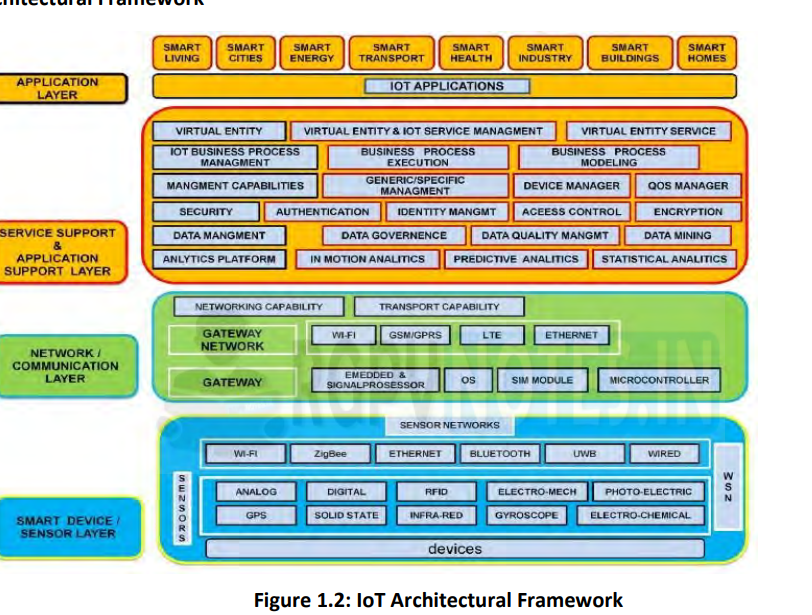 chitectural Framework
SMART LIVING
SMART CITIES
SMART ENERGY
SMART TRANSPORT
SMART HEALTH
SMART INDUSTRY
SMART BUILDINGS
SMART HOMES
APPLICATION LAYER
IOT APPLICATIONS
SERVICE SUPPORT & APPLICATION SUPPORT LAYER
VIRTUAL ENTITY
VIRTUAL ENTITY & IOT SERVICE MANAGMENT
VIRTUAL ENTITY SERVICE
IOT BUSINESS PROCESS MANAGMENT
BUSINESS PROCESS EXECUTION
BUSINESS PROCESS MODELING
MANGMENT CAPABILITIES
GENERIC/SPECIFIC MANAGMENT
DEVICE MANAGER
QOS MANAGER
SECURITY
AUTHENTICATION
IDENTITY MANGMT
ACEESS CONTROL
ENCRYPTION
DATA MANGMENT
DATA GOVERNENCE
DATA QUALITY MANGMT
DATA MINING
ANLYTICS PLATFORM
IN MOTION ANALITICS
PREDICTIVE ANALITICS
STATISTICAL ANALITICS
NETWORK / COMMUNICATION LAYER
NETWORKING CAPABILITY
TRANSPORT CAPABILITY
GATEWAY NETWORK
WI-FI
GSM/GPRS
LTE
ETHERNET
GATEWAY
EMEDDED & SIGNALPROSESSOR
OS
SIM MODULE
MICROCONTROLLER
RGPVNOTES.IN
SMART DEVICE / SENSOR LAYER
SENSOR NETWORKS
WI-FI
ZigBee
ETHERNET
BLUETOOTH
UWB
WIRED
SENSORS
WSN
ANALOG
DIGITAL
RFID
ELECTRO-MECH
PHOTO-ELECTRIC
GPS
SOLID STATE
INFRA-RED
GYROSCOPE
ELECTRO-CHEMICAL
devices
Figure 1.2: IoT Architectural Framework